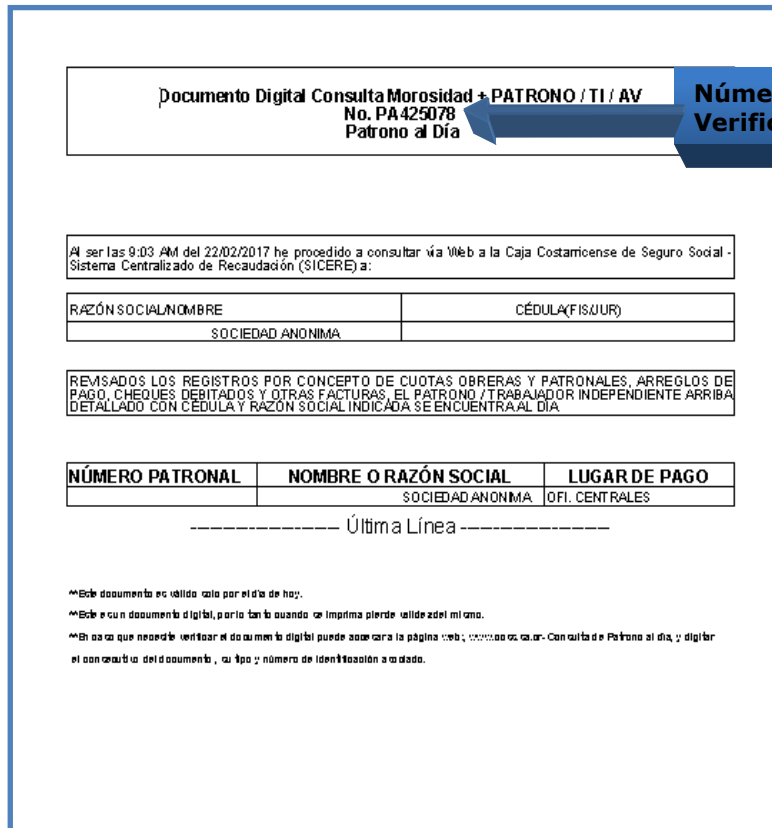 Documento Digital Consulta Morosidad + PATRONO / TI / AV
No. PA425078
Patrono al Día
Núme
Verific
Al ser las 9:03 AM del 22/02/2017 he procedido a consultar vía Web a la Caja Costarricense de Seguro Social -
Sistema Centralizado de Recaudación (SICERE) a:
RAZÓN SOCIAL/NOMBRE CÉDULA(FIS/JUR)
SOCIEDAD ANONIMA
REVISADOS LOS REGISTROS POR CONCEPTO DE CUOTAS OBRERAS Y PATRONALES, ARREGLOS DE
PAGO, CHEQUES DEBITADOS Y OTRAS FACTURAS, EL PATRONO / TRABAJADOR INDEPENDIENTE ARRIBA
DETALLADO CON CÉDULA Y RAZÓN SOCIAL INDICADA SE ENCUENTRA AL DÍA
NÚMERO PATRONAL NOMBRE O RAZÓN SOCIAL LUGAR DE PAGO
SOCIEDAD ANONIMA OFI. CENTRALES
----------------------- Última Línea -----------------------
**Este documento es válido solo por el día de hoy.
**Este es un documento digital, por lo tanto cuando se imprima pierde validez del mismo.
**En caso que necesite verificar el documento digital puede accesar a la página web: - Consulta de Patrono al día, y digitar
el consecutivo del documento , su tipo y número de identificación asociado.